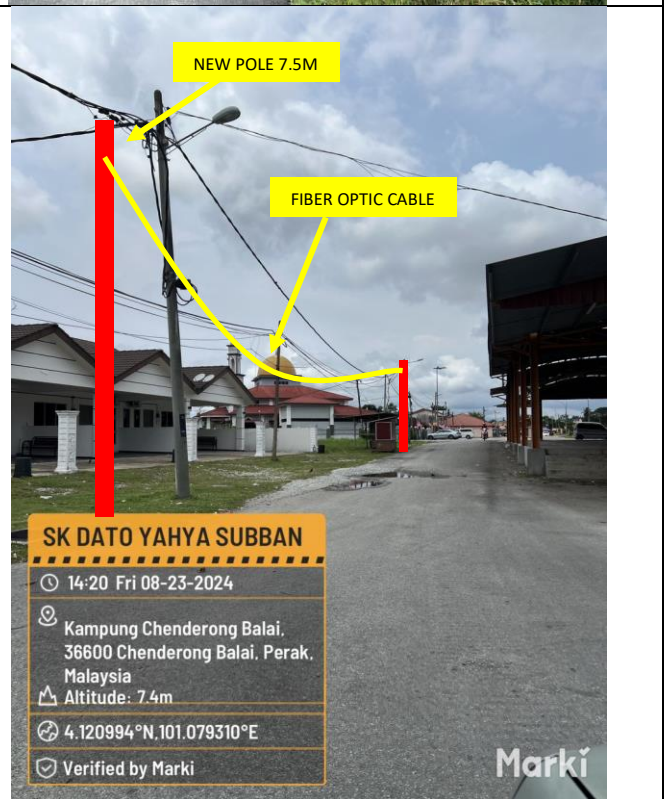 NEW POLE 7.5M
FIBER OPTIC CABLE
SK DATO YAHYA SUBBAN
14:20 Fri 08-23-2024
Kampung Chenderong Balai,
36600 Chenderong Balai, Perak,
Malaysia
Altitude: 7.4m
4.120994°N,101.079310°E
Verified by Marki
Marki